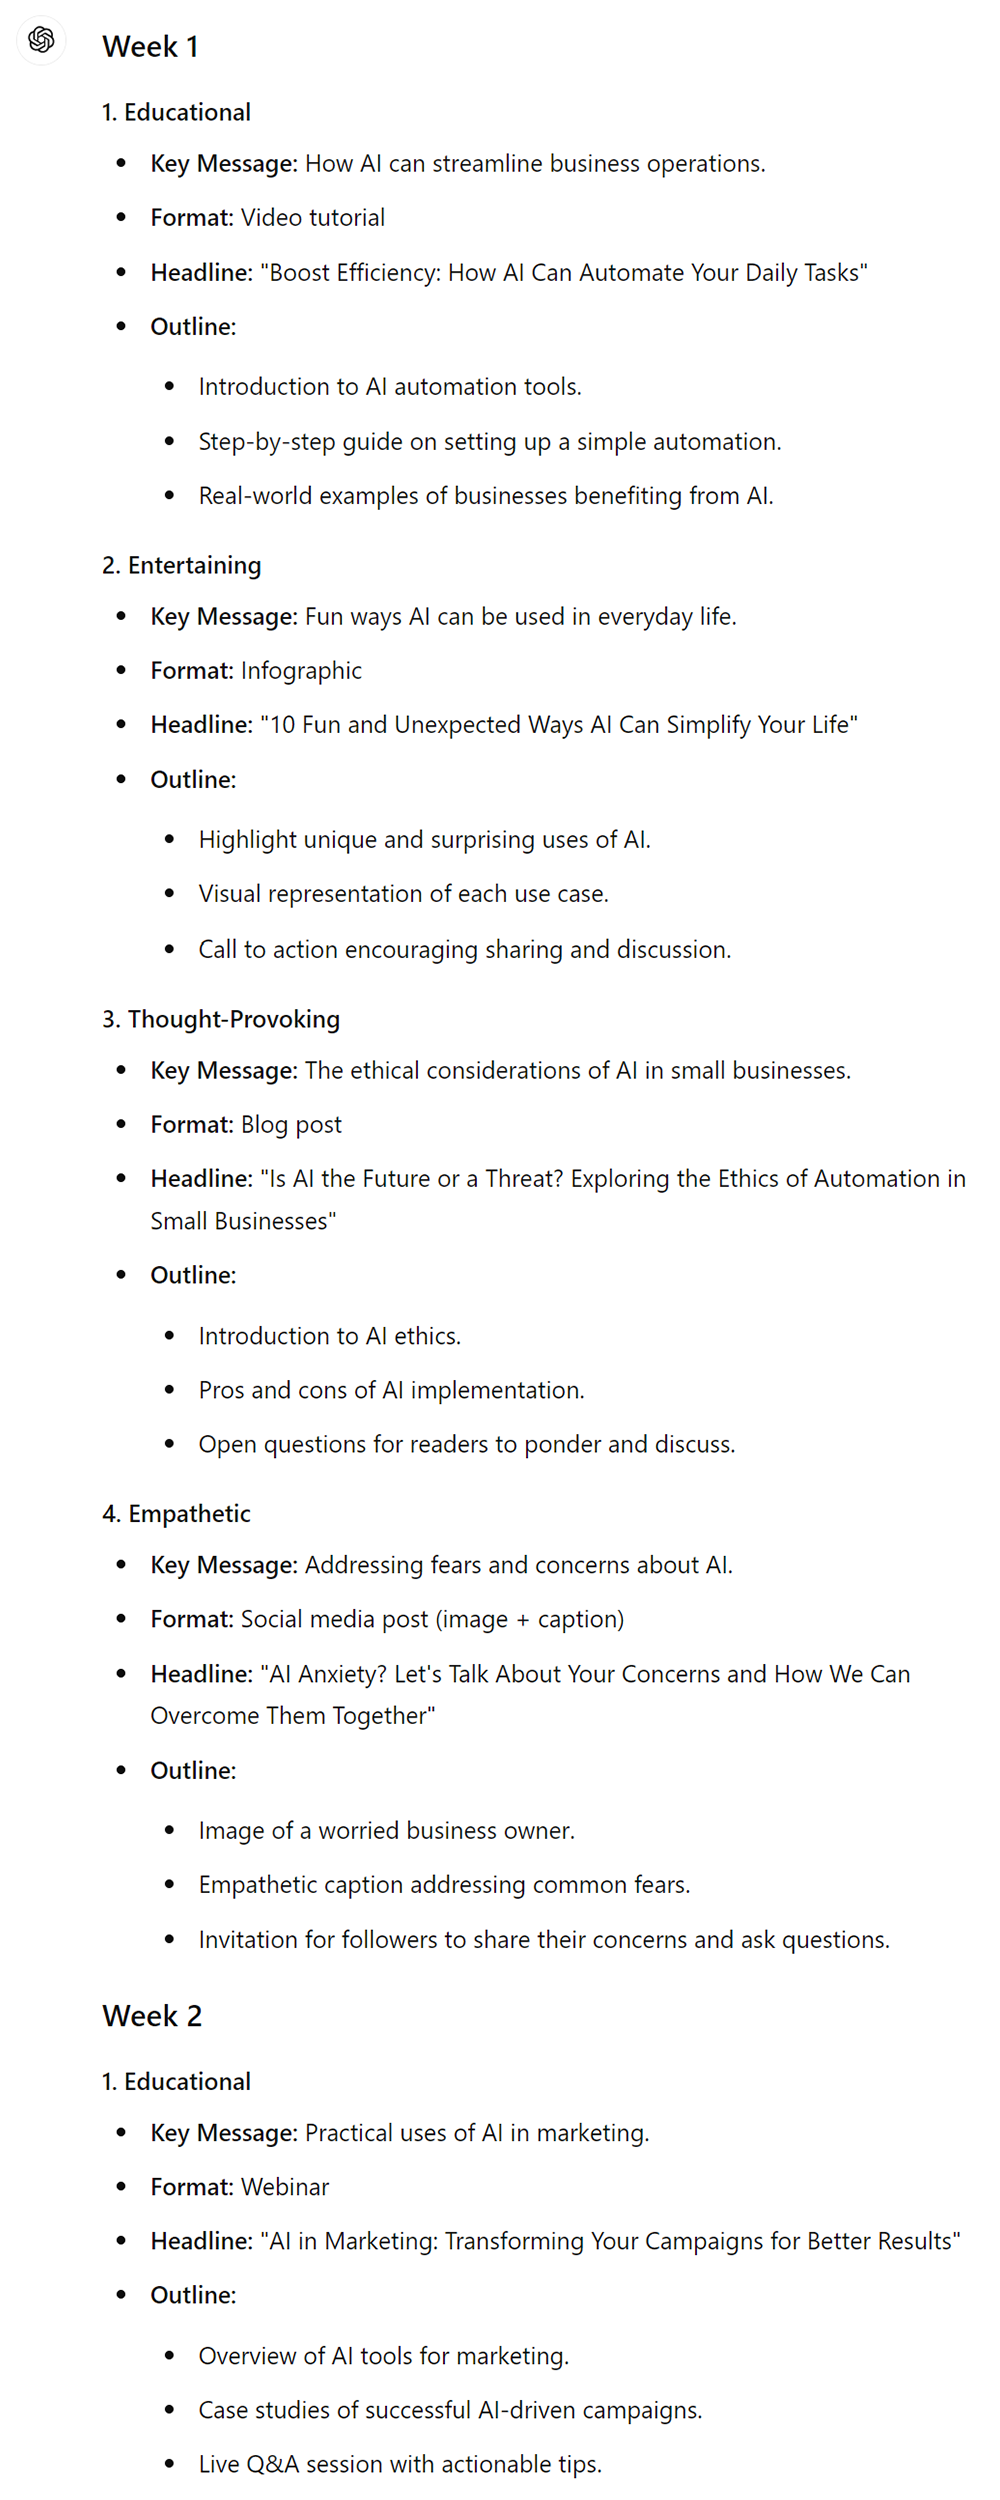 Week 1
1. Educational
• Key Message: How AI can streamline business operations.
• Format: Video tutorial
• Headline: "Boost Efficiency: How AI Can Automate Your Daily Tasks"
• Outline:
• Introduction to AI automation tools.
• Step-by-step guide on setting up a simple automation.
• Real-world examples of businesses benefiting from AI.
2. Entertaining
• Key Message: Fun ways AI can be used in everyday life.
• Format: Infographic
• Headline: "10 Fun and Unexpected Ways AI Can Simplify Your Life"
• Outline:
• Highlight unique and surprising uses of AI.
• Visual representation of each use case.
• Call to action encouraging sharing and discussion.
3. Thought-Provoking
• Key Message: The ethical considerations of AI in small businesses.
• Format: Blog post
• Headline: "Is AI the Future or a Threat? Exploring the Ethics of Automation in
Small Businesses"
• Outline:
• Introduction to AI ethics.
• Pros and cons of AI implementation.
• Open questions for readers to ponder and discuss.
4. Empathetic
• Key Message: Addressing fears and concerns about AI.
• Format: Social media post (image + caption)
• Headline: "AI Anxiety? Let's Talk About Your Concerns and How We Can
Overcome Them Together"
• Outline:
• Image of a worried business owner.
• Empathetic caption addressing common fears.
• Invitation for followers to share their concerns and ask questions.
Week 2
1. Educational
• Key Message: Practical uses of AI in marketing.
• Format: Webinar
• Headline: "AI in Marketing: Transforming Your Campaigns for Better Results"
• Outline:
• Overview of AI tools for marketing.
• Case studies of successful AI-driven campaigns.
• Live Q&A session with actionable tips.